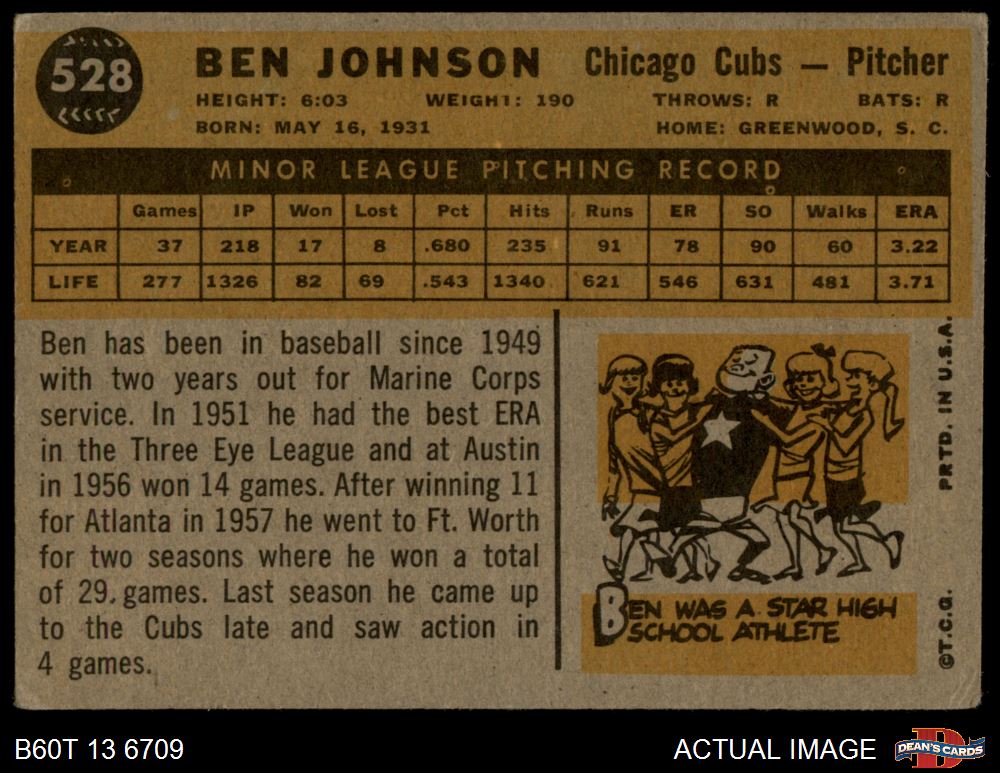 528
BEN JOHNSON Chicago Cubs — Pitcher
HEIGHT: 6:03 WEIGHT: 190 THROWS: R BATS: R
BORN: MAY 16, 1931 HOME: GREENWOOD, S. C.
MINOR LEAGUE PITCHING RECORD
Games IP Won Lost Pct Hits Runs ER SO Walks ERA
YEAR 37 218 17 8 .680 235 91 78 90 60 3.22
LIFE 277 1326 82 69 .543 1340 621 546 631 481 3.71
Ben has been in baseball since 1949
with two years out for Marine Corps
service. In 1951 he had the best ERA
in the Three Eye League and at Austin
in 1956 won 14 games. After winning 11
for Atlanta in 1957 he went to Ft. Worth
for two seasons where he won a total
of 29. games. Last season he came up
to the Cubs late and saw action in
4 games.
BEN WAS A STAR HIGH
SCHOOL ATHLETE
©T.C.G. PRTD. IN U.S.A.
B60T 13 6709
ACTUAL IMAGE
D
DEAN'S CARDS